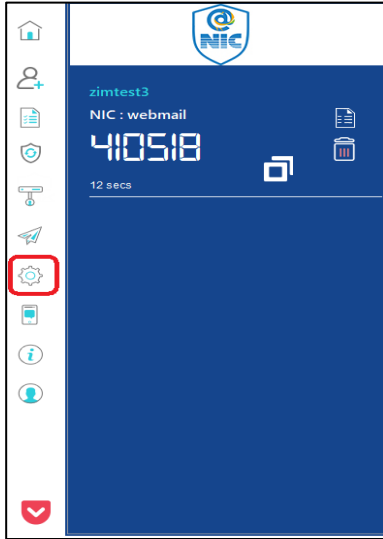 @
NIC
zimtest3
NIC : webmail
410518
12 secs
i